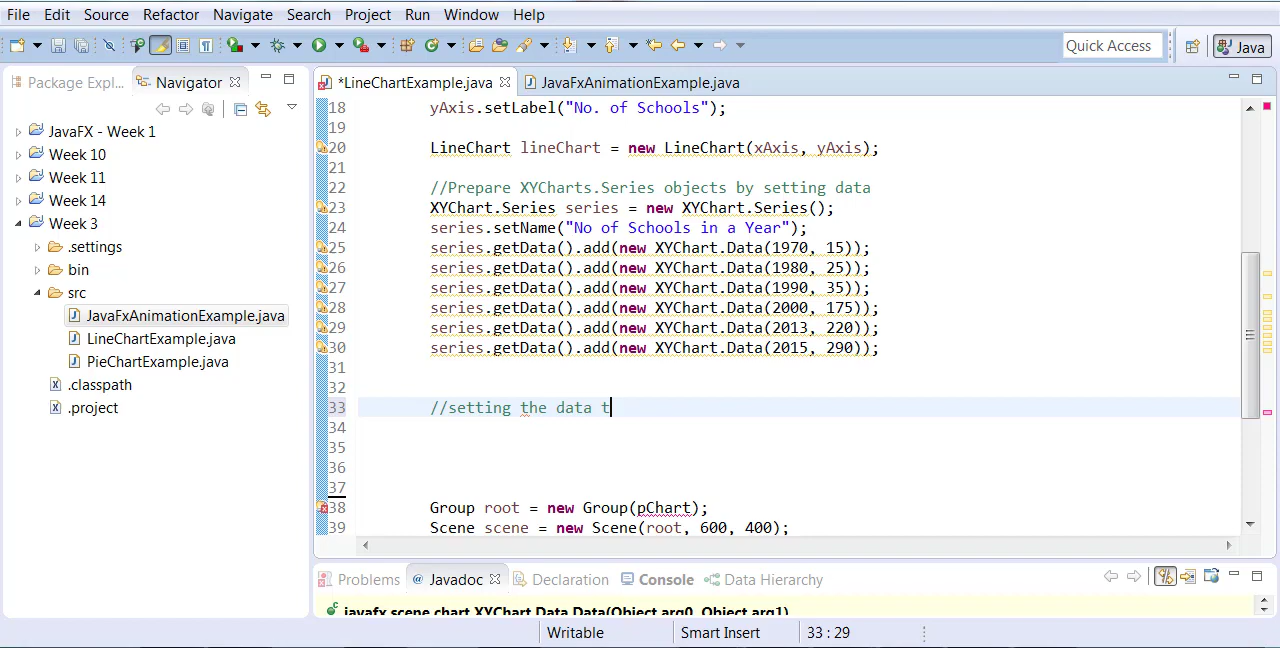 File Edit Source Refactor Navigate Search Project Run Window Help
Quick Access
Java
Package Expl...
Navigator
*LineChartExample.java
JavaFxAnimationExample.java
JavaFX - Week 1
Week 10
Week 11
Week 14
Week 3
.settings
bin
src
JavaFxAnimationExample.java
LineChartExample.java
PieChartExample.java
.classpath
.project
18 yAxis.setLabel("No. of Schools");
19
20 LineChart lineChart = new LineChart(xAxis, yAxis);
21
22 //Prepare XYCharts.Series objects by setting data
23 XYChart.Series series = new XYChart.Series();
24 series.setName("No of Schools in a Year");
25 series.getData().add(new XYChart.Data(1970, 15));
26 series.getData().add(new XYChart.Data(1980, 25));
27 series.getData().add(new XYChart.Data(1990, 35));
28 series.getData().add(new XYChart.Data(2000, 175));
29 series.getData().add(new XYChart.Data(2013, 220));
30 series.getData().add(new XYChart.Data(2015, 290));
31
32
33 //setting the data t
34
35
36
37
38 Group root = new Group(pChart);
39 Scene scene = new Scene(root, 600, 400);
Problems
Javadoc
Declaration
Console
Data Hierarchy
javafx.scene.chart.XYChart.Data.Data(Object arg0, Object arg1)
Writable
Smart Insert
33 : 29